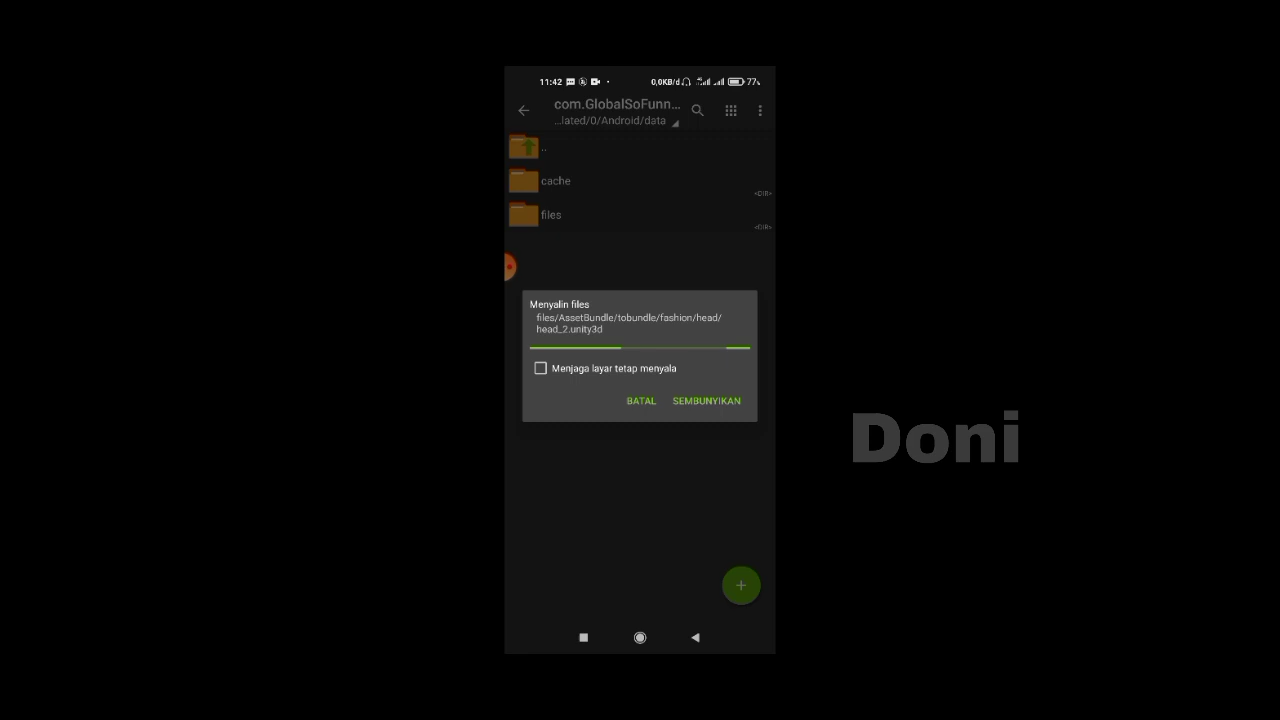 11:42
0,0KB/d
77%
com.GlobalSoFunn...
...lated/0/Android/data
..
cache
<DIR>
files
<DIR>
Menyalin files
files/AssetBundle/tobundle/fashion/head/
head_2.unity3d
Menjaga layar tetap menyala
BATAL SEMBUNYIKAN
Doni